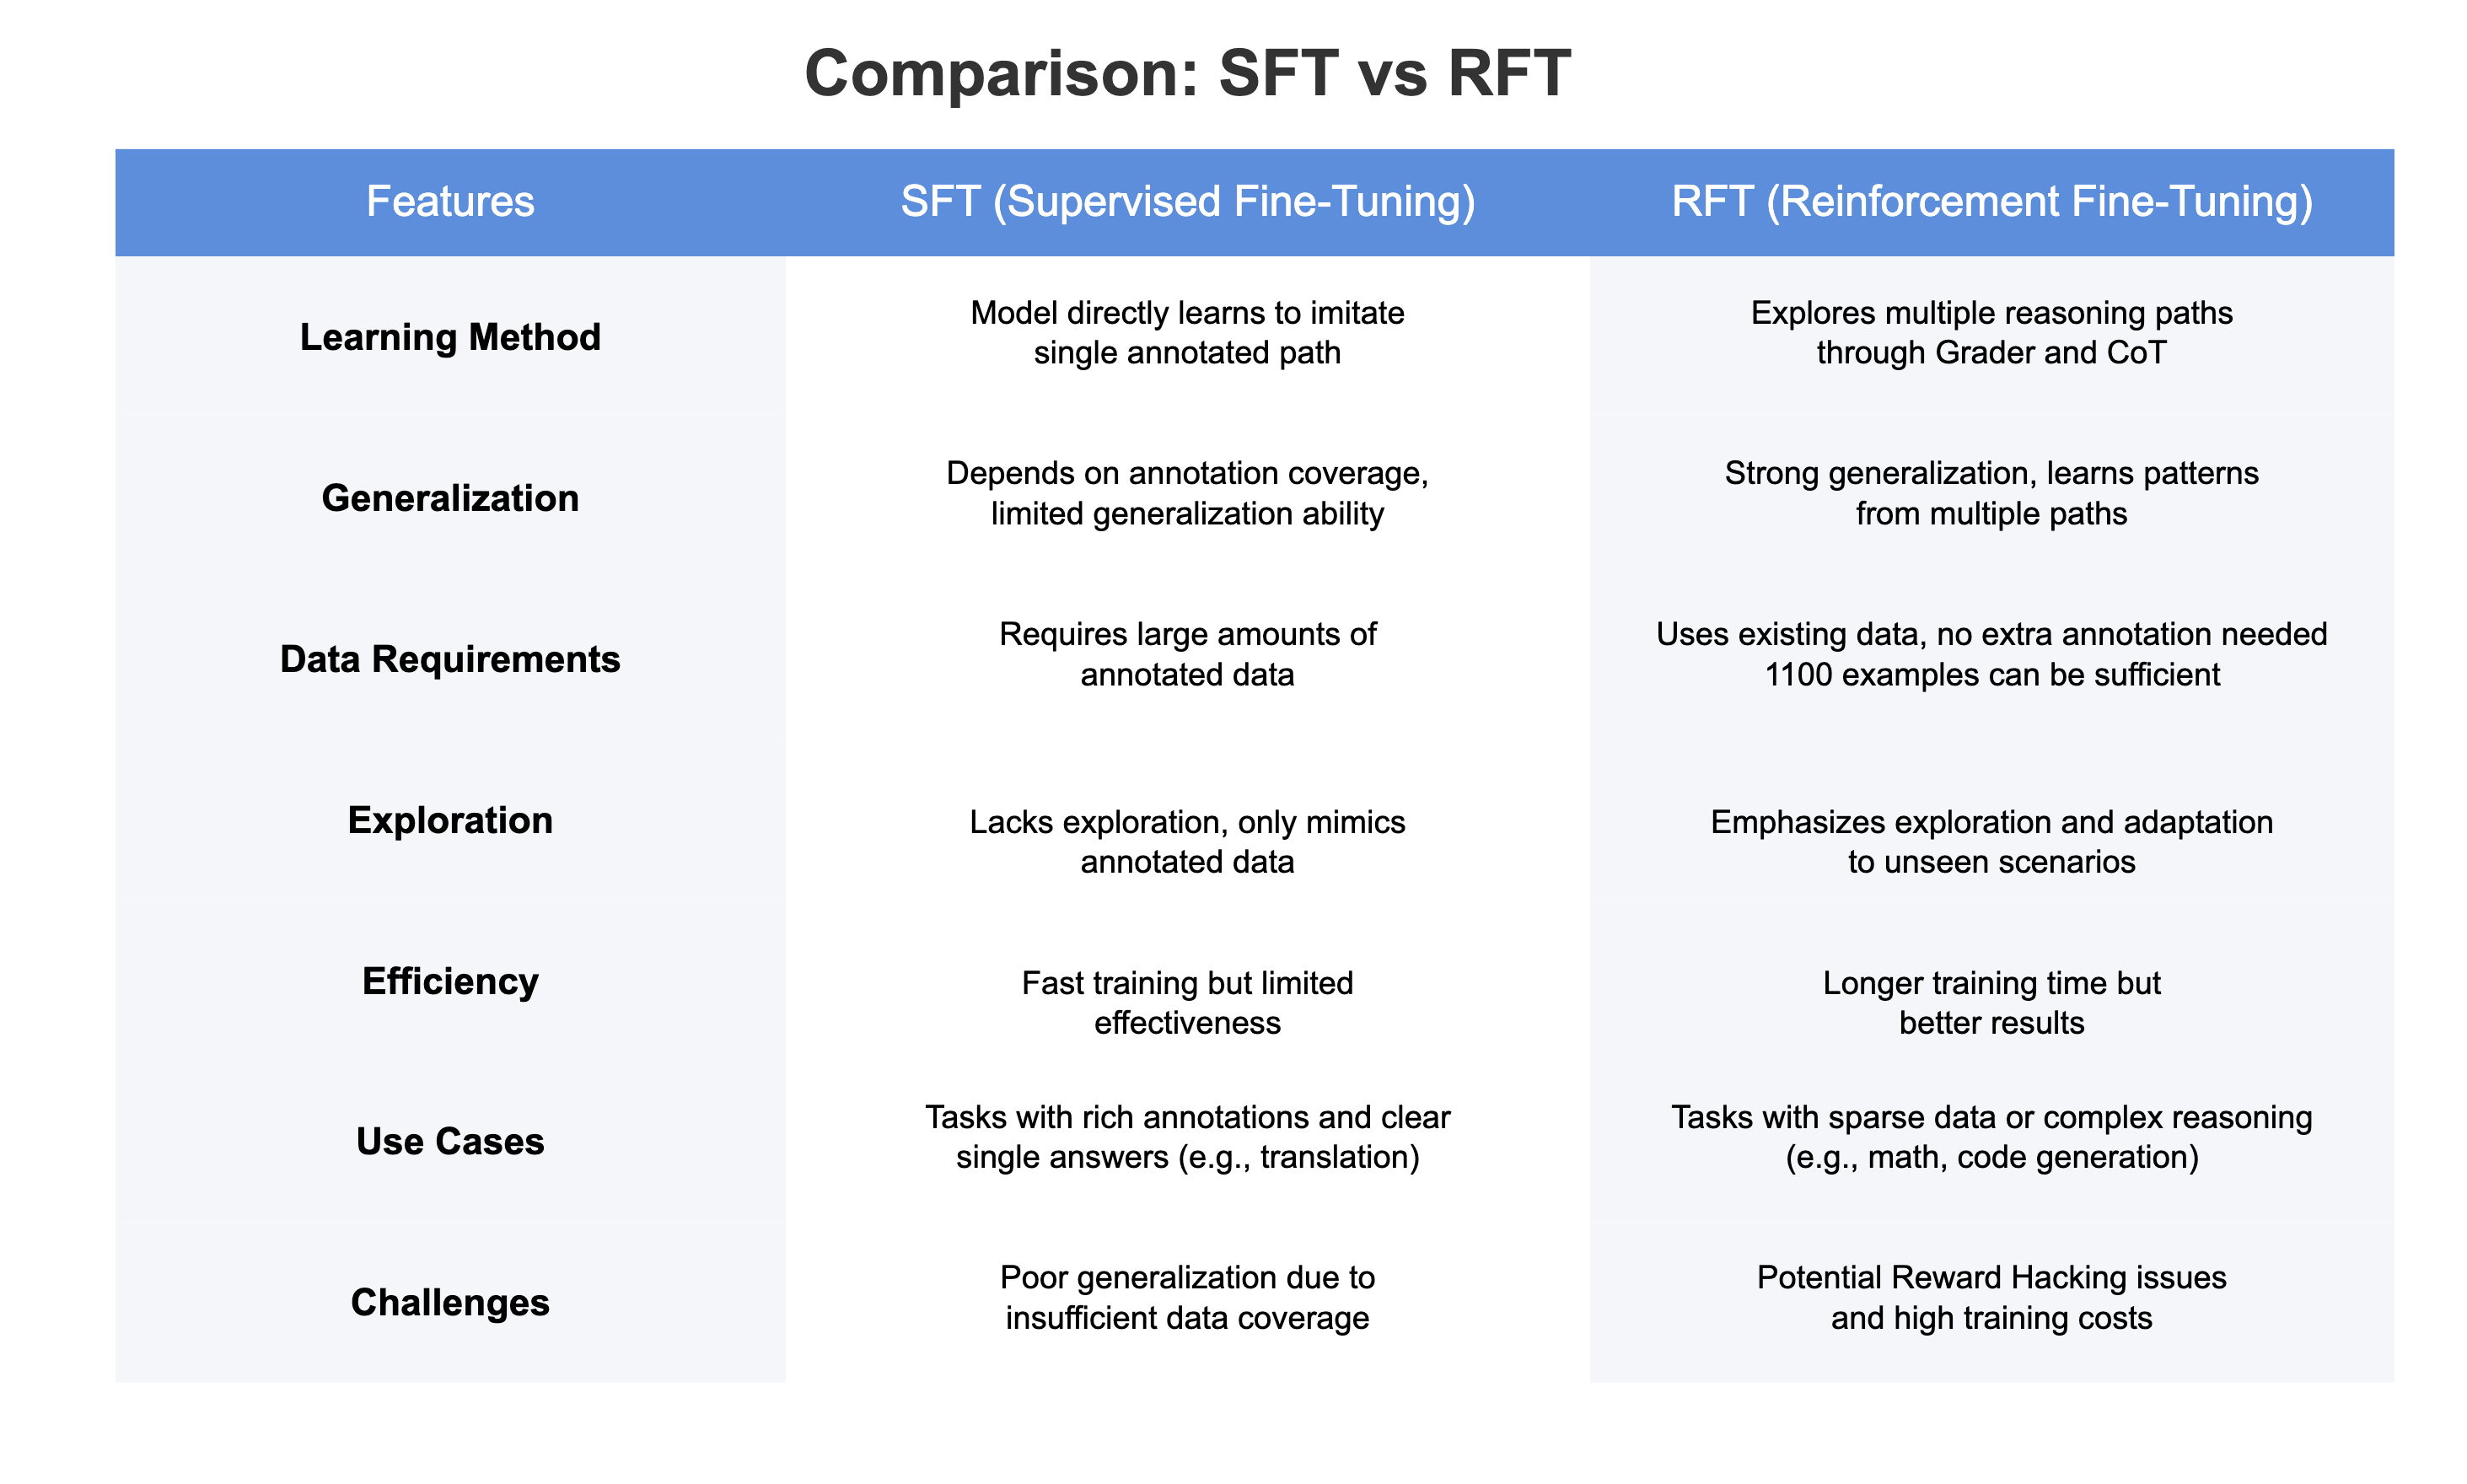 Comparison: SFT vs RFT
Features
SFT (Supervised Fine-Tuning)
RFT (Reinforcement Fine-Tuning)
Learning Method
Model directly learns to imitate
single annotated path
Explores multiple reasoning paths
through Grader and CoT
Generalization
Depends on annotation coverage,
limited generalization ability
Strong generalization, learns patterns
from multiple paths
Data Requirements
Requires large amounts of
annotated data
Uses existing data, no extra annotation needed
1100 examples can be sufficient
Exploration
Lacks exploration, only mimics
annotated data
Emphasizes exploration and adaptation
to unseen scenarios
Efficiency
Fast training but limited
effectiveness
Longer training time but
better results
Use Cases
Tasks with rich annotations and clear
single answers (e.g., translation)
Tasks with sparse data or complex reasoning
(e.g., math, code generation)
Challenges
Poor generalization due to
insufficient data coverage
Potential Reward Hacking issues
and high training costs